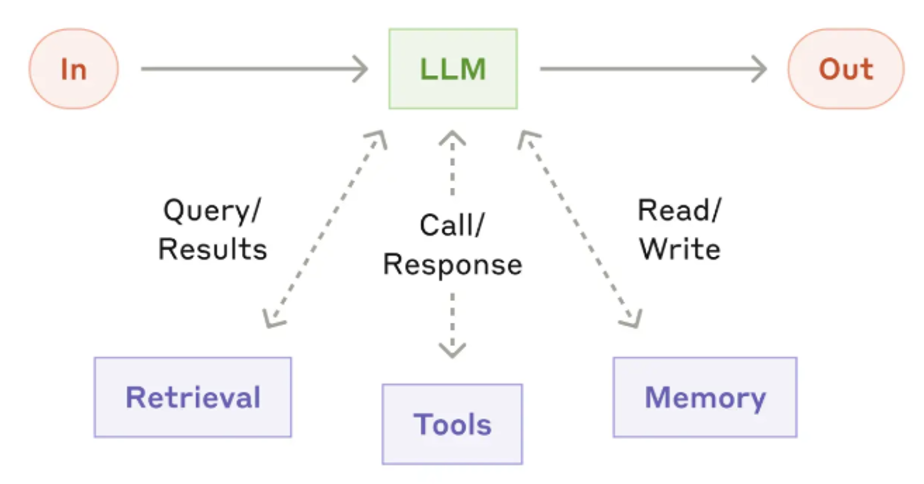 In
LLM
Out
Query/
Results
Call/
Response
Read/
Write
Retrieval
Tools
Memory